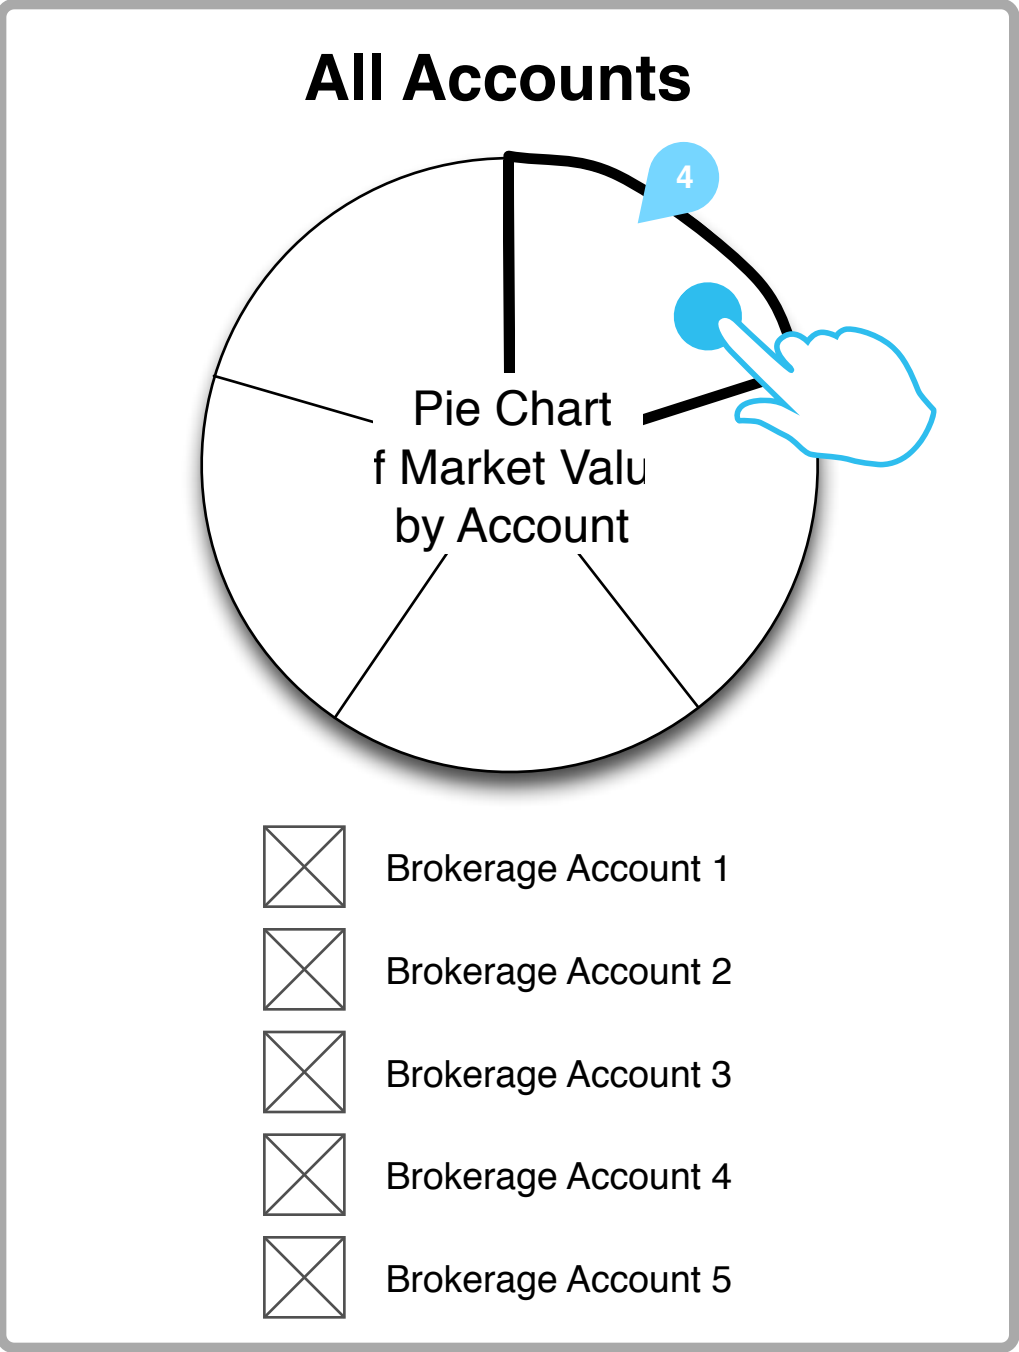 All Accounts
4
Pie Chart
f Market Valu
by Account
Brokerage Account 1
Brokerage Account 2
Brokerage Account 3
Brokerage Account 4
Brokerage Account 5